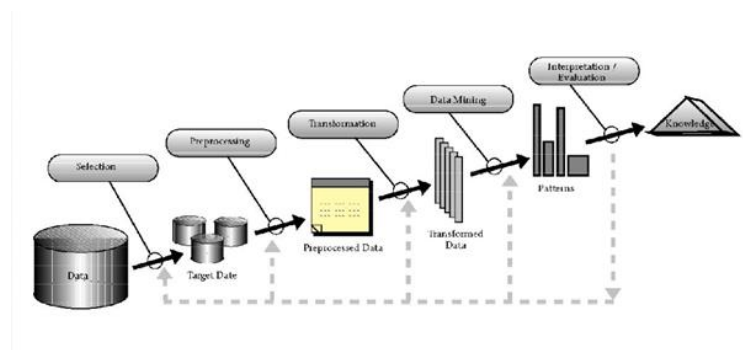 Interpretation /
Evaluation
Data Mining
Knowledge
Transformation
Preprocessing
Patterns
Selection
Transformed
Data
Preprocessed Data
Data
Target Date